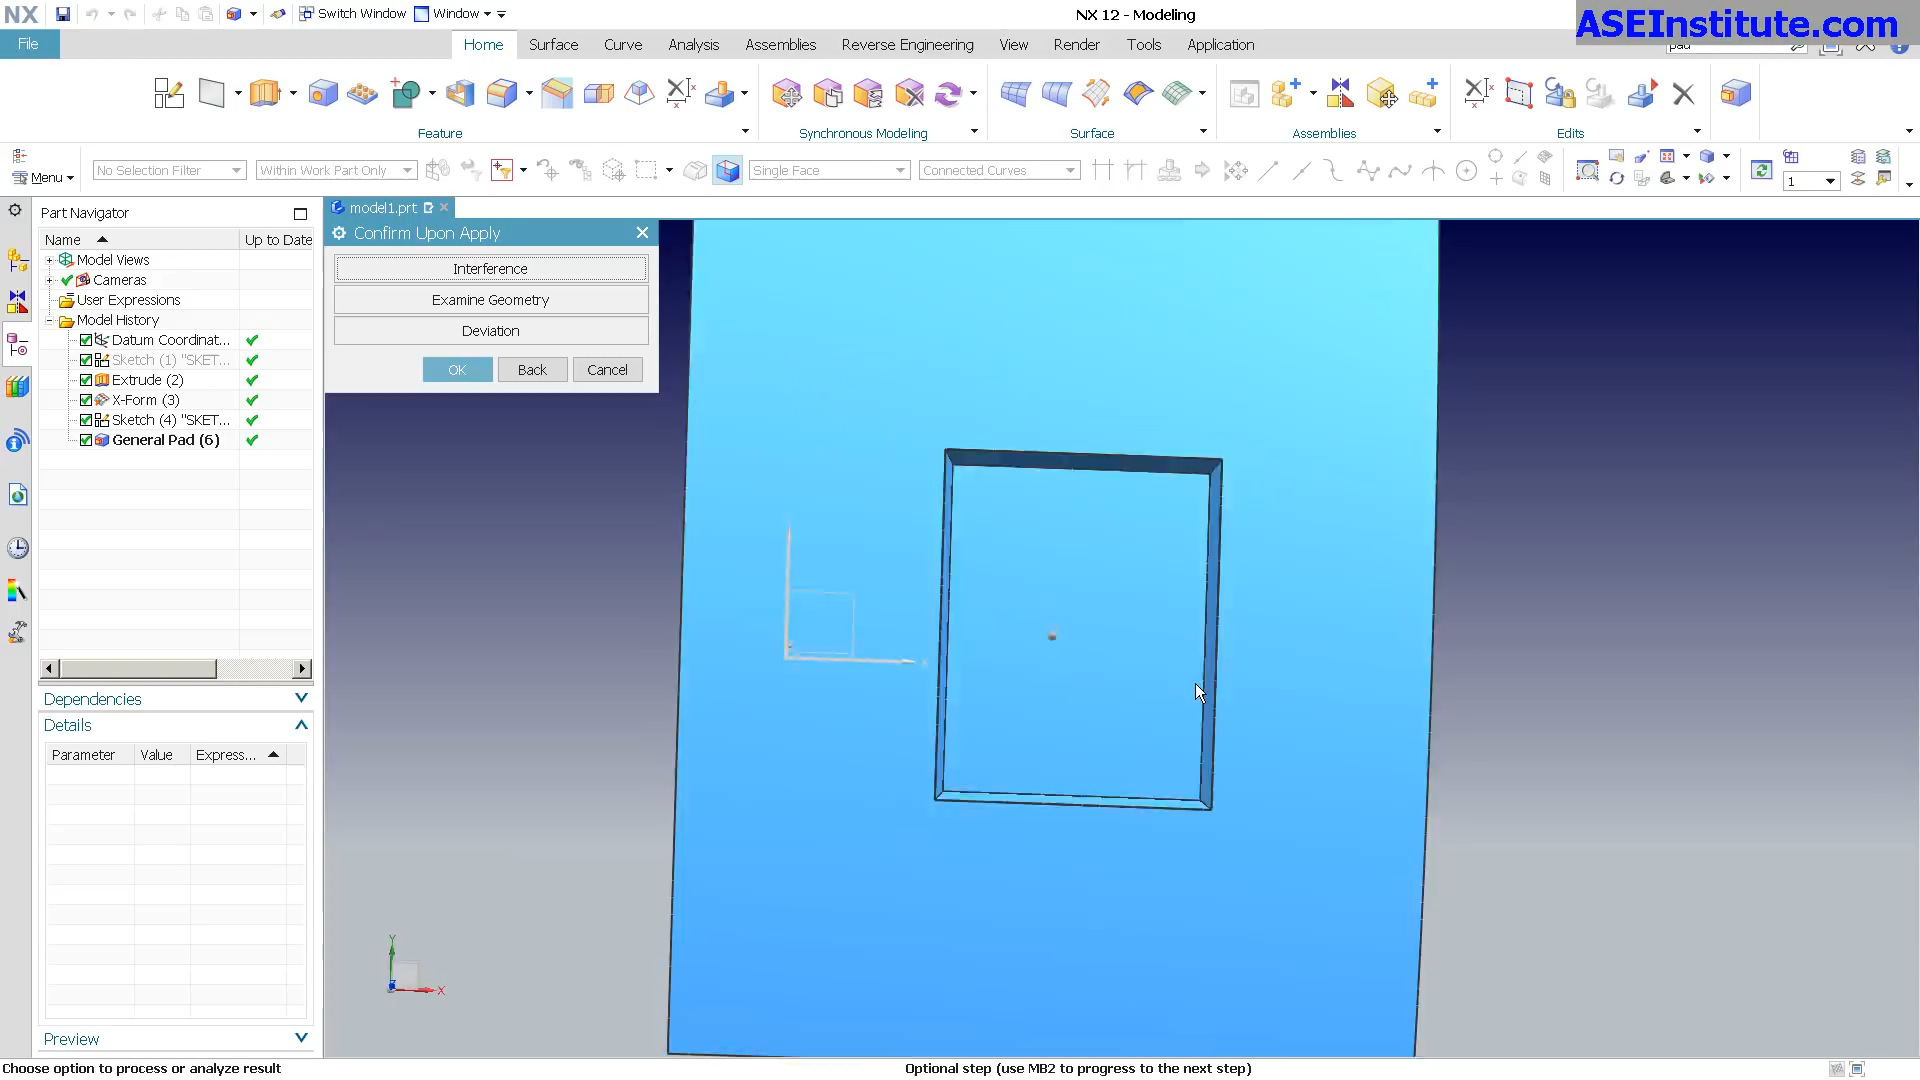 NX
Switch Window
Window
NX 12 - Modeling
ASEInstitute.com
File
Home
Surface
Curve
Analysis
Assemblies
Reverse Engineering
View
Render
Tools
Application
Feature
Synchronous Modeling
Surface
Assemblies
Edits
Menu
No Selection Filter
Within Work Part Only
Single Face
Connected Curves
1
Part Navigator
Name
Up to Date
Model Views
Cameras
User Expressions
Model History
Datum Coordinat...
Sketch (1) "SKET...
Extrude (2)
X-Form (3)
Sketch (4) "SKET...
General Pad (6)
model1.prt
Confirm Upon Apply
Interference
Examine Geometry
Deviation
OK
Back
Cancel
Dependencies
Details
Parameter
Value
Express...
Preview
Y
X
Choose option to process or analyze result
Optional step (use MB2 to progress to the next step)